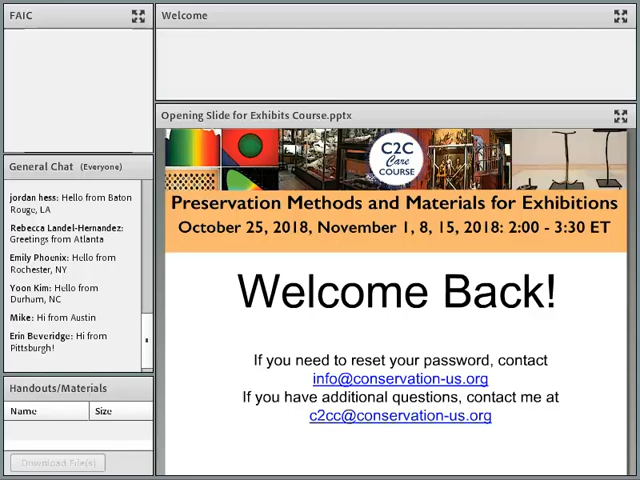 FAIC
Welcome
Opening Slide for Exhibits Course.pptx
General Chat (Everyone)
jordan hess: Hello from Baton
Rouge, LA
Rebecca Landel-Hernandez:
Greetings from Atlanta
Emily Phoenix: Hello from
Rochester, NY
Yoon Kim: Hello from
Durham, NC
Mike: Hi from Austin
Erin Beveridge: Hi from
Pittsburgh!
Handouts/Materials
Name Size
Download File(s)
C2C
Care
COURSE
Preservation Methods and Materials for Exhibitions
October 25, 2018, November 1, 8, 15, 2018: 2:00 - 3:30 ET
Welcome Back!
If you need to reset your password, contact
info@conservation-us.org
If you have additional questions, contact me at
c2cc@conservation-us.org